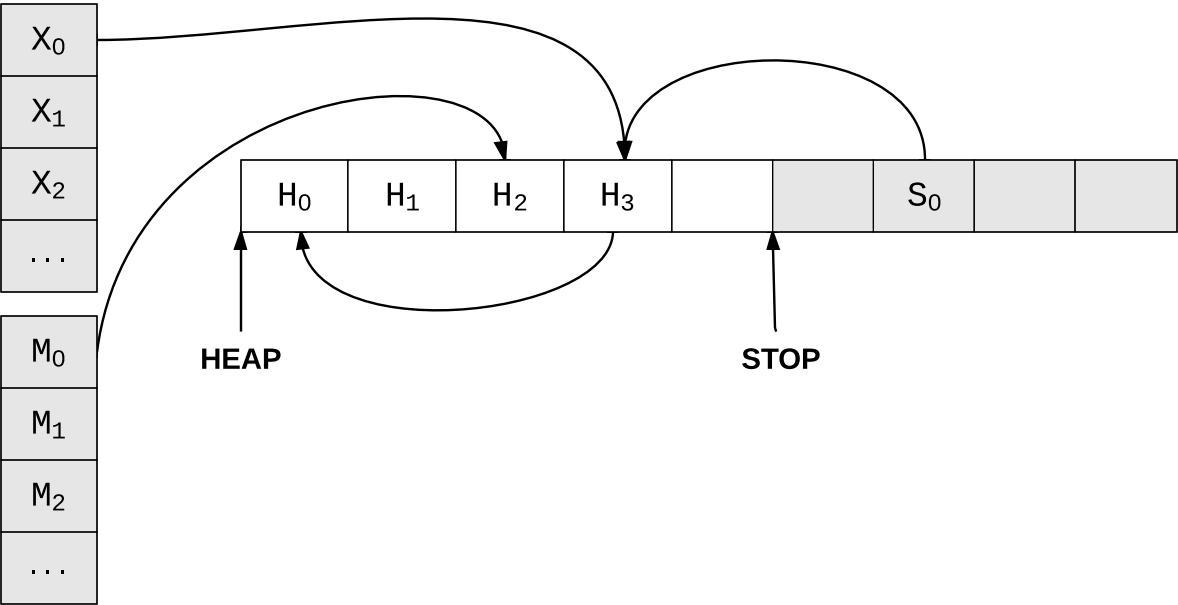 X₀
X₁
X₂
...
M₀
M₁
M₂
...
H₀ H₁ H₂ H₃ S₀
HEAP STOP